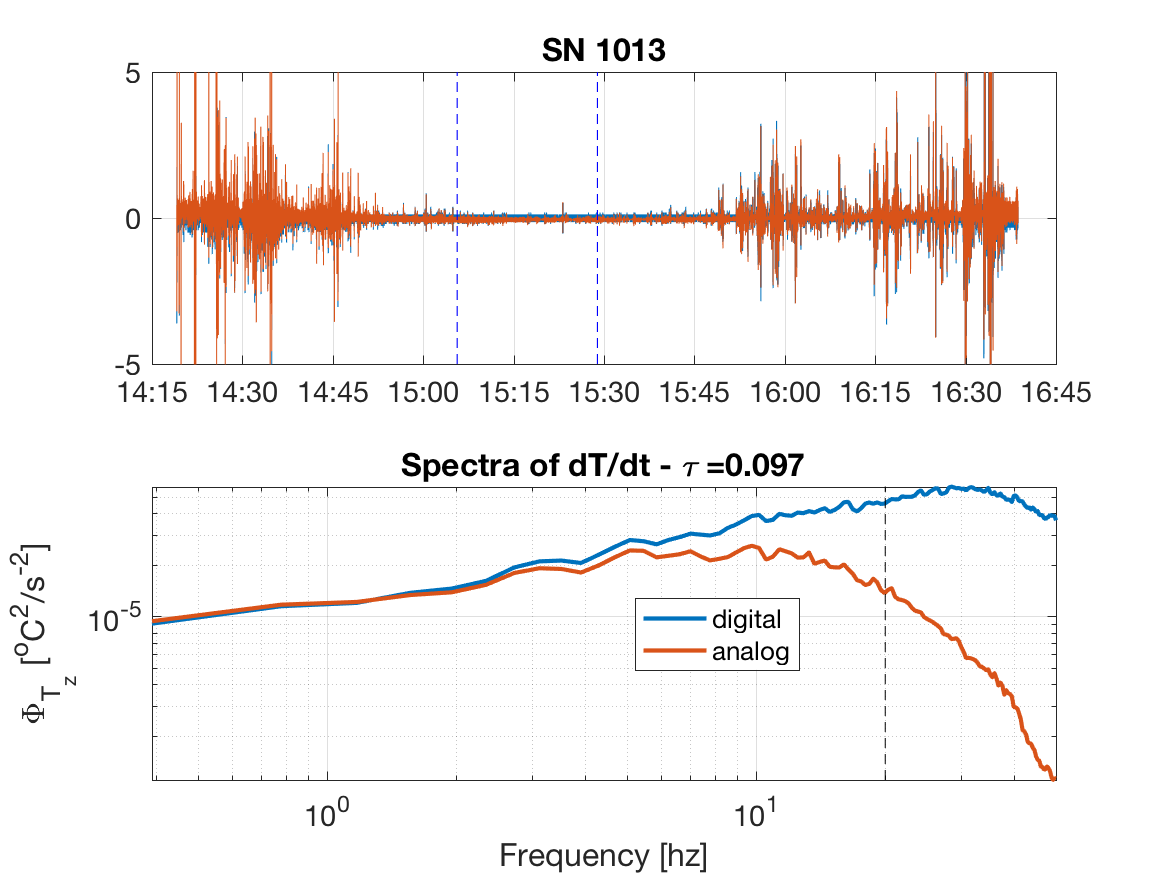 SN 1013
5
0
-5
14:15 14:30 14:45 15:00 15:15 15:30 15:45 16:00 16:15 16:30 16:45
Spectra of dT/dt - τ =0.097
Φ_{T_z} [°C²/s⁻²]
10⁻⁵
digital
analog
10⁰ 10¹
Frequency [hz]